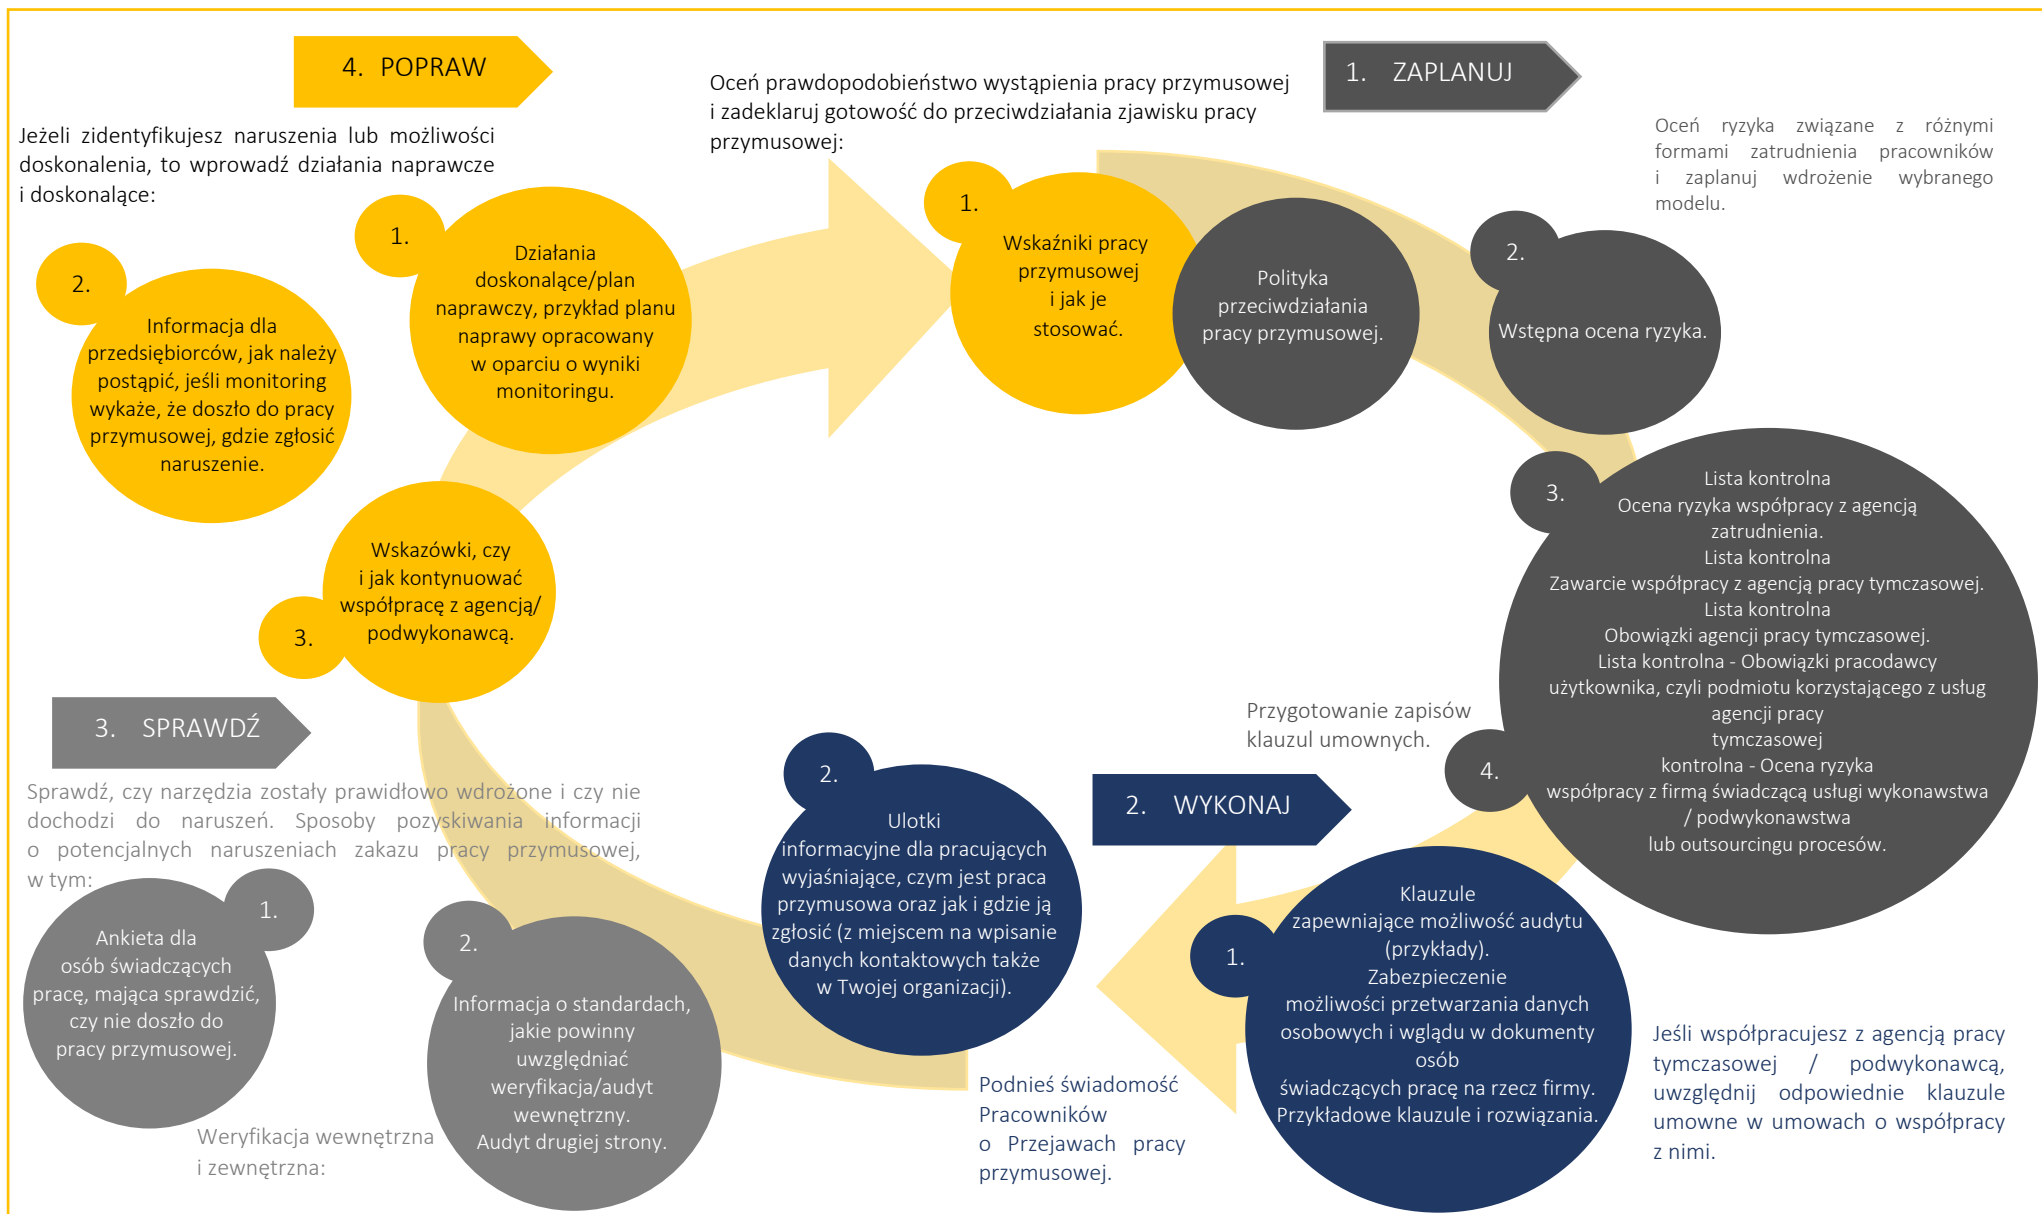 4. POPRAW
Jeżeli zidentyfikujesz naruszenia lub możliwości
doskonalenia, to wprowadź działania naprawcze
i doskonalące:
1.
Działania
doskonalące/plan
naprawczy, przykład planu
naprawy opracowany
w oparciu o wyniki
monitoringu.
2.
Informacja dla
przedsiębiorców, jak należy
postąpić, jeśli monitoring
wykaże, że doszło do pracy
przymusowej, gdzie zgłosić
naruszenie.
Wskazówki, czy
i jak kontynuować
współpracę z agencją/
podwykonawcą.
3.
Oceń prawdopodobieństwo wystąpienia pracy przymusowej
i zadeklaruj gotowość do przeciwdziałania zjawisku pracy
przymusowej:
1.
Wskaźniki pracy
przymusowej
i jak je
stosować.
Polityka
przeciwdziałania
pracy przymusowej.
1. ZAPLANUJ
Oceń ryzyka związane z różnymi
formami zatrudnienia pracowników
i zaplanuj wdrożenie wybranego
modelu.
2.
Wstępna ocena ryzyka.
3.
Lista kontrolna
Ocena ryzyka współpracy z agencją
zatrudnienia.
Lista kontrolna
Zawarcie współpracy z agencją pracy tymczasowej.
Lista kontrolna
Obowiązki agencji pracy tymczasowej.
Lista kontrolna - Obowiązki pracodawcy
użytkownika, czyli podmiotu korzystającego z usług
agencji pracy
tymczasowej
kontrolna - Ocena ryzyka
współpracy z firmą świadczącą usługi wykonawstwa
/ podwykonawstwa
lub outsourcingu procesów.
Przygotowanie zapisów
klauzul umownych.
4.
2. WYKONAJ
1.
Klauzule
zapewniające możliwość audytu
(przykłady).
Zabezpieczenie
możliwości przetwarzania danych
osobowych i wglądu w dokumenty
osób
świadczących pracę na rzecz firmy.
Przykładowe klauzule i rozwiązania.
Jeśli współpracujesz z agencją pracy
tymczasowej / podwykonawcą,
uwzględnij odpowiednie klauzule
umowne w umowach o współpracy
z nimi.
2.
Ulotki
informacyjne dla pracujących
wyjaśniające, czym jest praca
przymusowa oraz jak i gdzie ją
zgłosić (z miejscem na wpisanie
danych kontaktowych także
w Twojej organizacji).
Podnieś świadomość
Pracowników
o Przejawach pracy
przymusowej.
3. SPRAWDŹ
Sprawdź, czy narzędzia zostały prawidłowo wdrożone i czy nie
dochodzi do naruszeń. Sposoby pozyskiwania informacji
o potencjalnych naruszeniach zakazu pracy przymusowej,
w tym:
1.
Ankieta dla
osób świadczących
pracę, mająca sprawdzić,
czy nie doszło do
pracy przymusowej.
2.
Informacja o standardach,
jakie powinny
uwzględniać
weryfikacja/audyt
wewnętrzny.
Audyt drugiej strony.
Weryfikacja wewnętrzna
i zewnętrzna: